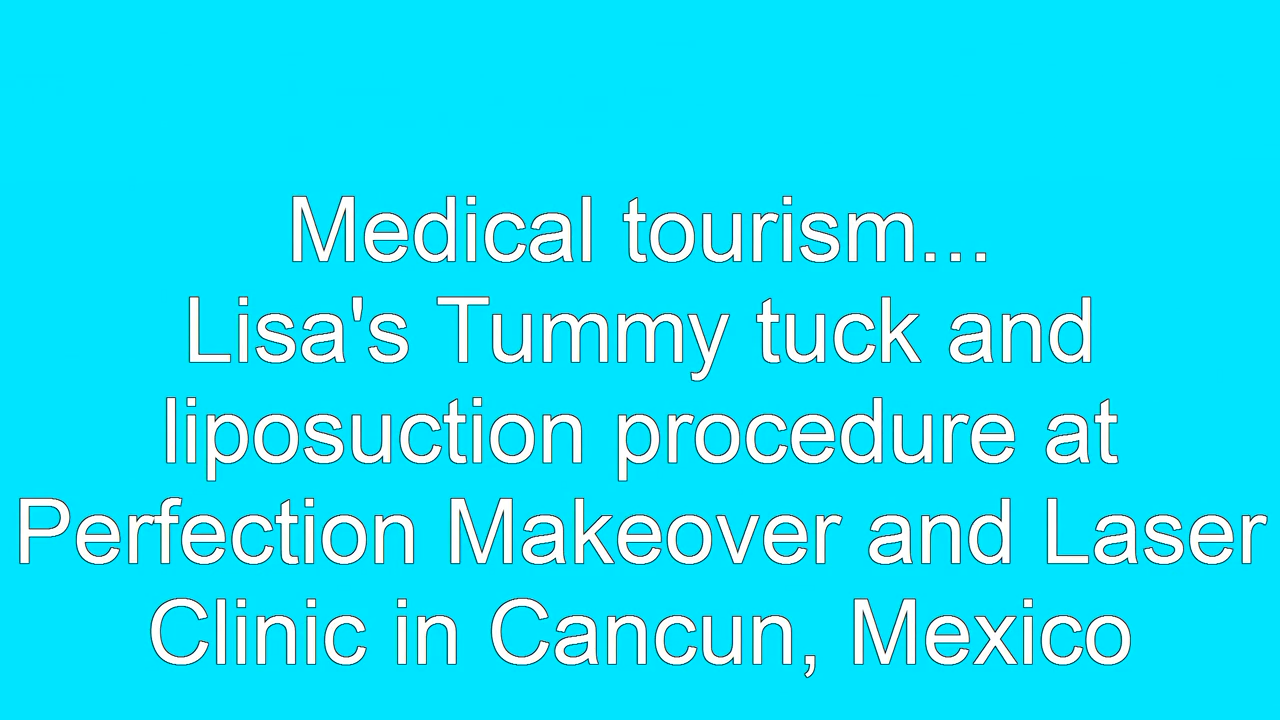 Medical tourism...
Lisa's Tummy tuck and
liposuction procedure at
Perfection Makeover and Laser
Clinic in Cancun, Mexico